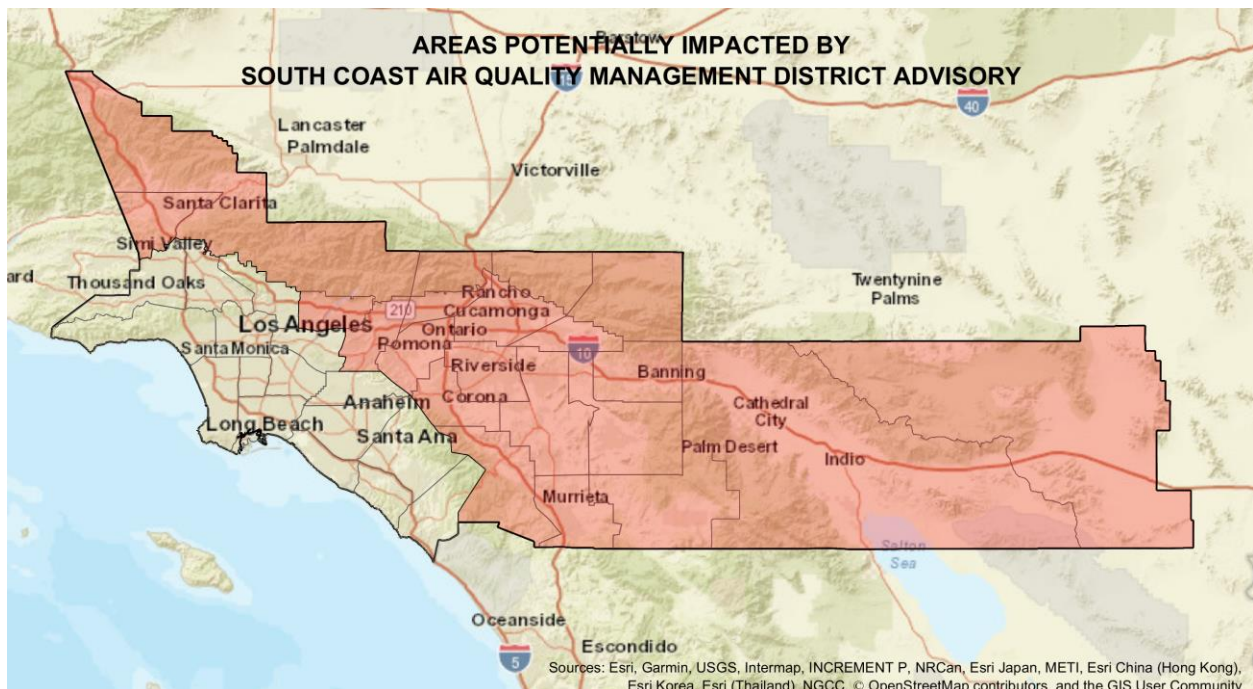 AREAS POTENTIALLY IMPACTED BY
SOUTH COAST AIR QUALITY MANAGEMENT DISTRICT ADVISORY
Barstow
15
40
Lancaster
Palmdale
Victorville
Santa Clarita
Simi Valley
ard
Thousand Oaks
Twentynine
Palms
Rancho
Cucamonga
210
Los Angeles
Ontario
Santa Monica
Pomona
10
Riverside
Banning
Corona
Anaheim
Cathedral
City
Long Beach
Santa Ana
Palm Desert
Indio
Murrieta
Salton
Sea
Oceanside
Escondido
5
Sources: Esri, Garmin, USGS, Intermap, INCREMENT P, NRCan, Esri Japan, METI, Esri China (Hong Kong),
Esri Korea, Esri (Thailand), NGCC, © OpenStreetMap contributors, and the GIS User Community